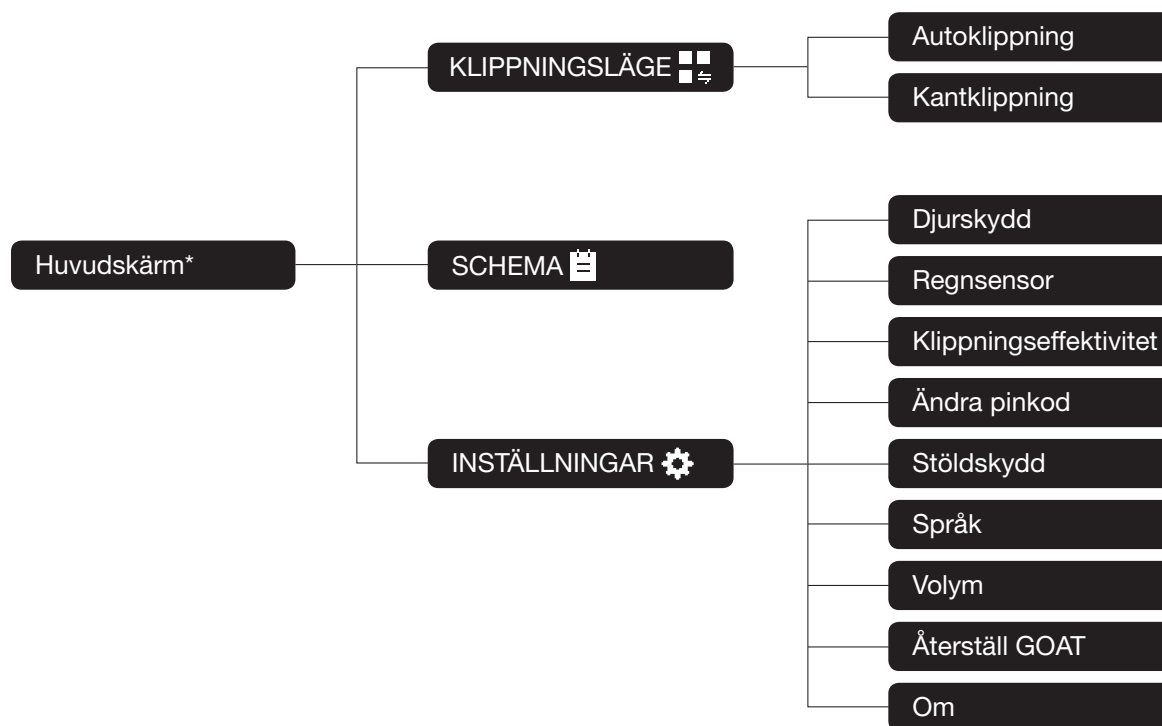 Huvudskärm*
KLIPPNINGSLÄGE
Autoklippning
Kantklippning
SCHEMA
INSTÄLLNINGAR
Djurskydd
Regnsensor
Klippningseffektivitet
Ändra pinkod
Stöldskydd
Språk
Volym
Återställ GOAT
Om